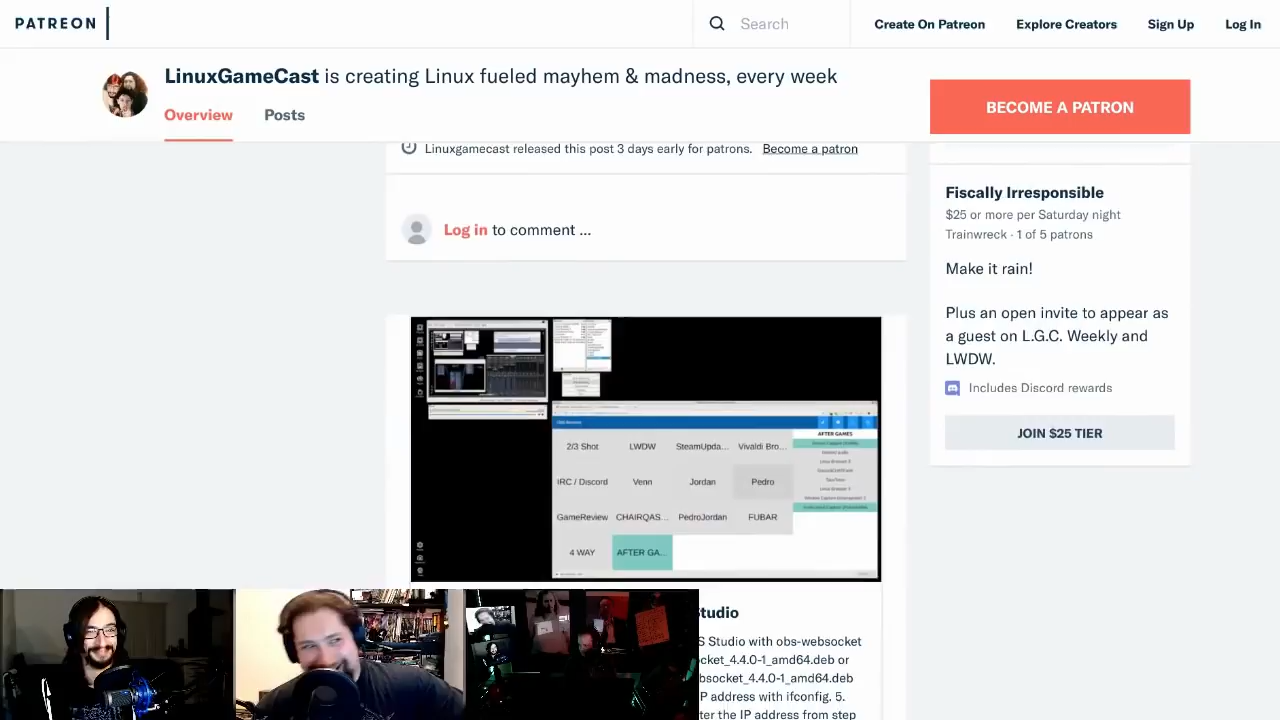 PATREON
Search
Create On Patreon
Explore Creators
Sign Up
Log In
LinuxGameCast is creating Linux fueled mayhem & madness, every week
Overview
Posts
BECOME A PATRON
Linuxgamecast released this post 3 days early for patrons. Become a patron
Log in to comment ...
Fiscally Irresponsible
$25 or more per Saturday night
Trainwreck · 1 of 5 patrons
Make it rain!
Plus an open invite to appear as
a guest on L.G.C. Weekly and
LWDW.
Includes Discord rewards
JOIN $25 TIER
AFTER GAMES
2/3 Shot
LWDW
SteamUpda...
Vivaldi Bro...
IRC / Discord
Venn
Jordan
Pedro
GameReview
CHAIRQAS...
PedroJordan
FUBAR
4 WAY
AFTER GA...
Studio
S Studio with obs-websocket
cket_4.4.0-1_amd64.deb or
bsocket_4.4.0-1_amd64.deb
P address with ifconfig. 5.
ter the IP address from step